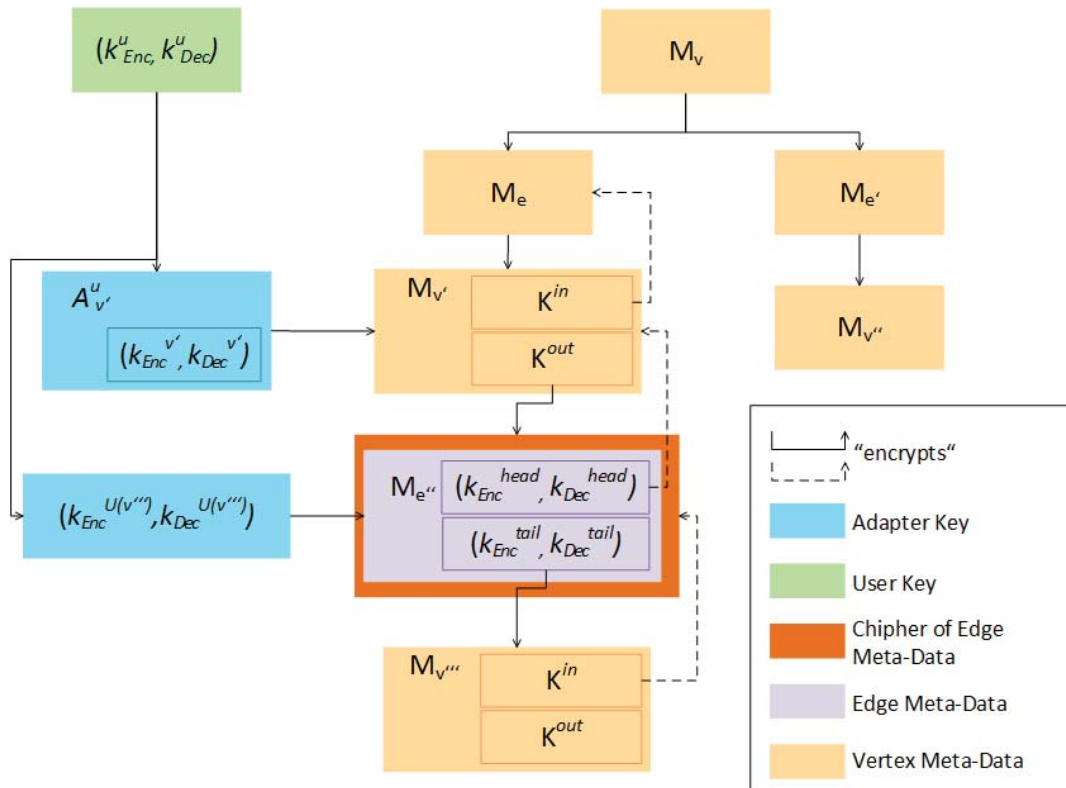 (k^u_Enc, k^u_Dec)
M_v
M_e
M_e‘
A^u_v‘
(k_Enc^v‘, k_Dec^v‘)
M_v‘
K^in
K^out
M_v‘‘
M_e‘‘
(k_Enc^head, k_Dec^head)
(k_Enc^tail, k_Dec^tail)
(k_Enc^U(v‘‘‘), k_Dec^U(v‘‘‘))
M_v‘‘‘
K^in
K^out
“encrypts“
Adapter Key
User Key
Chipher of Edge
Meta-Data
Edge Meta-Data
Vertex Meta-Data